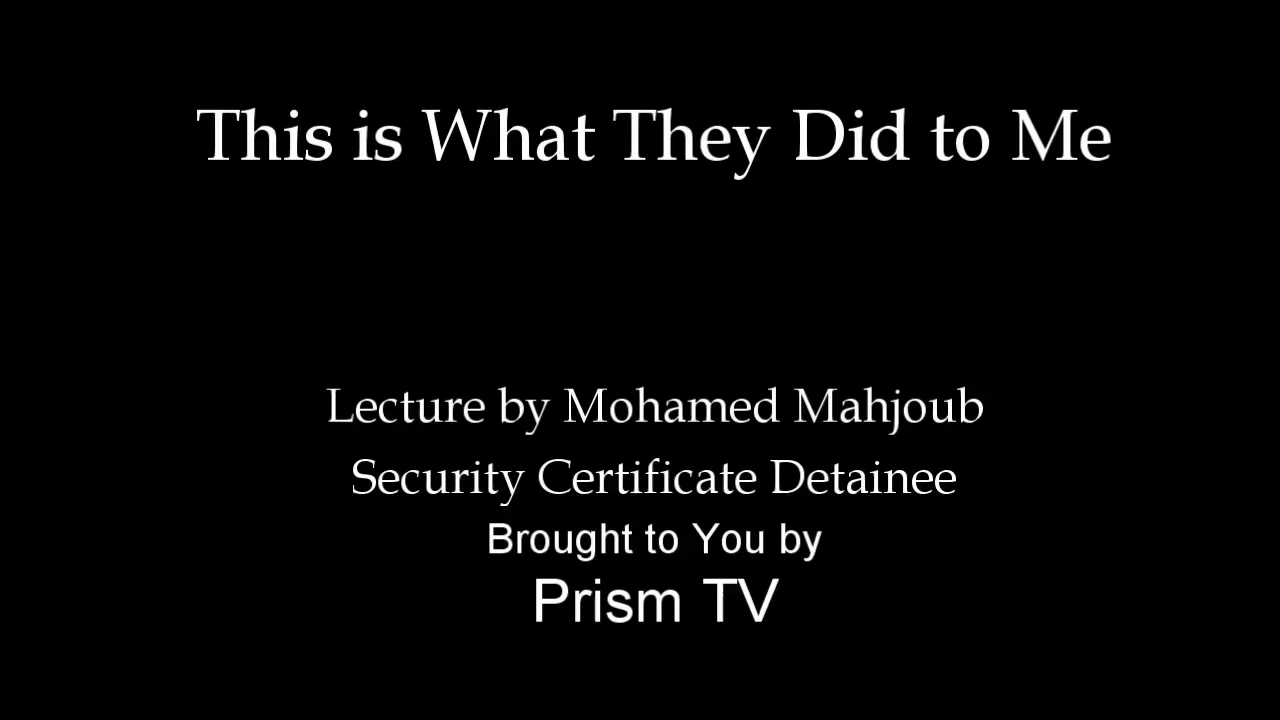 This is What They Did to Me
Lecture by Mohamed Mahjoub
Security Certificate Detainee
Brought to You by
Prism TV